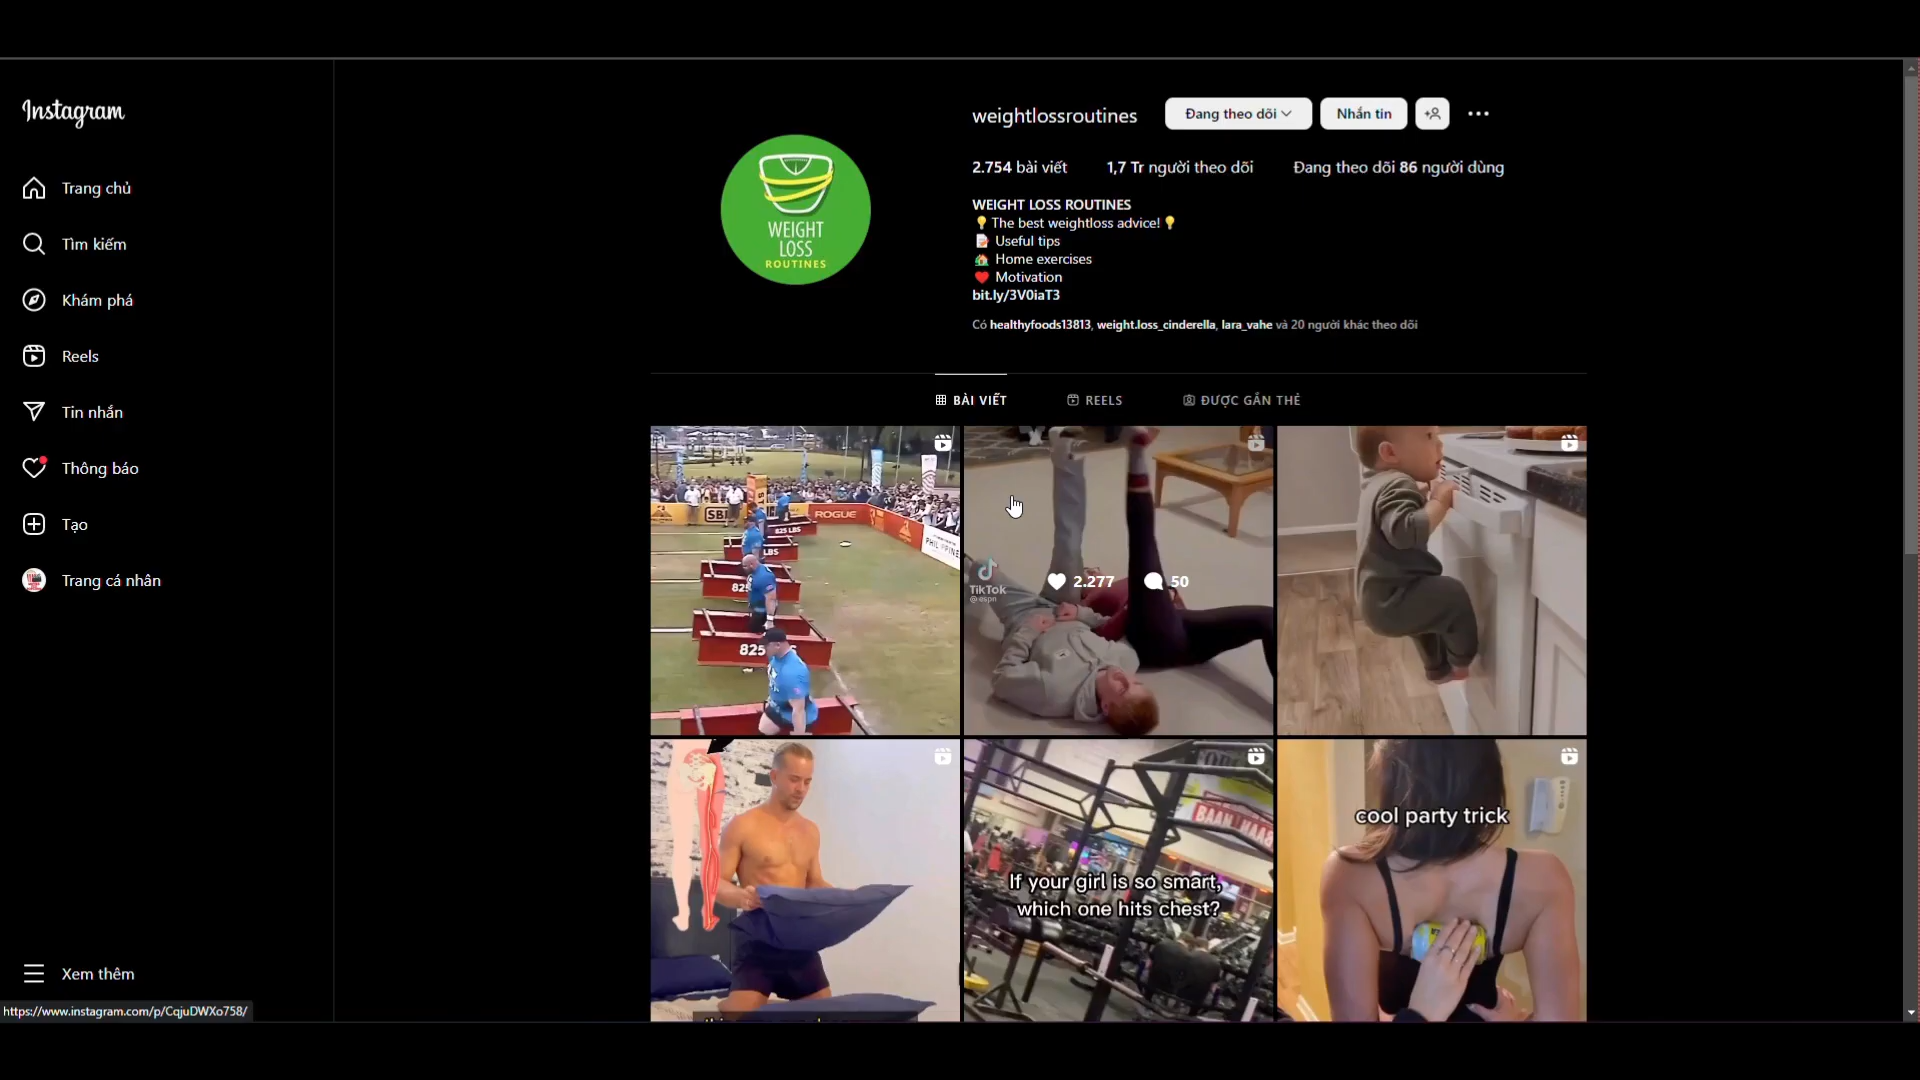 Instagram
Trang chủ
Tìm kiếm
Khám phá
Reels
Tin nhắn
Thông báo
Tạo
Trang cá nhân
Xem thêm
https://www.instagram.com/p/CqjuDWXo758/
WEIGHT
LOSS
ROUTINES
weightlossroutines Đang theo dõi Nhắn tin
2.754 bài viết 1,7 Tr người theo dõi Đang theo dõi 86 người dùng
WEIGHT LOSS ROUTINES
The best weightloss advice!
Useful tips
Home exercises
Motivation
bit.ly/3V0iaT3
Có healthyfoods13813, weight.loss_cinderella, lara_vahe và 20 người khác theo dõi
BÀI VIẾT REELS ĐƯỢC GẮN THẺ
SB
ROGUE
825 LBS
LBS
825
TikTok
@espn
2.277 50
If your girl is so smart,
which one hits chest?
cool party trick